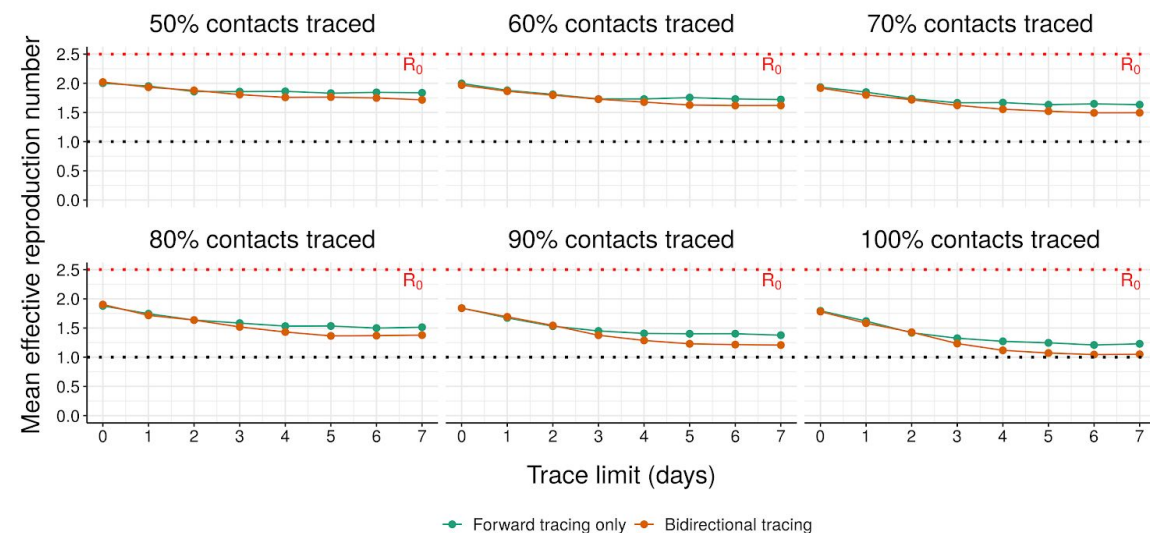 50% contacts traced
60% contacts traced
70% contacts traced
Mean effective reproduction number
2.5
2.0
1.5
1.0
0.5
0.0
R₀
R₀
R₀
80% contacts traced
90% contacts traced
100% contacts traced
2.5
2.0
1.5
1.0
0.5
0.0
R₀
R₀
R₀
0 1 2 3 4 5 6 7
0 1 2 3 4 5 6 7
0 1 2 3 4 5 6 7
Trace limit (days)
Forward tracing only Bidirectional tracing